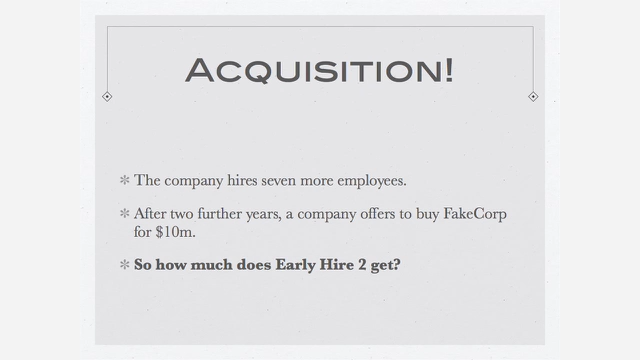 ACQUISITION!
The company hires seven more employees.
After two further years, a company offers to buy FakeCorp
for $10m.
So how much does Early Hire 2 get?